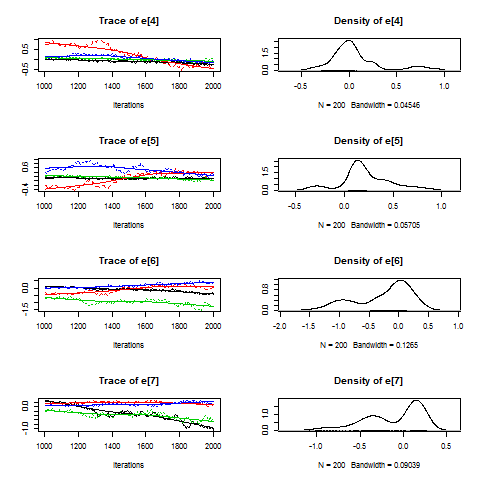 Trace of e[4]
Density of e[4]
-0.5 0.5
0.0 1.5
1000 1200 1400 1600 1800 2000
-0.5 0.0 0.5 1.0
Iterations
N = 200 Bandwidth = 0.04546
Trace of e[5]
Density of e[5]
-0.4 0.6
0.0 1.5
1000 1200 1400 1600 1800 2000
-0.5 0.0 0.5 1.0
Iterations
N = 200 Bandwidth = 0.05705
Trace of e[6]
Density of e[6]
-1.5 0.0
0.0 0.8
1000 1200 1400 1600 1800 2000
-2.0 -1.5 -1.0 -0.5 0.0 0.5 1.0
Iterations
N = 200 Bandwidth = 0.1265
Trace of e[7]
Density of e[7]
-1.0 0.0
0.0 1.0
1000 1200 1400 1600 1800 2000
-1.0 -0.5 0.0 0.5
Iterations
N = 200 Bandwidth = 0.09039